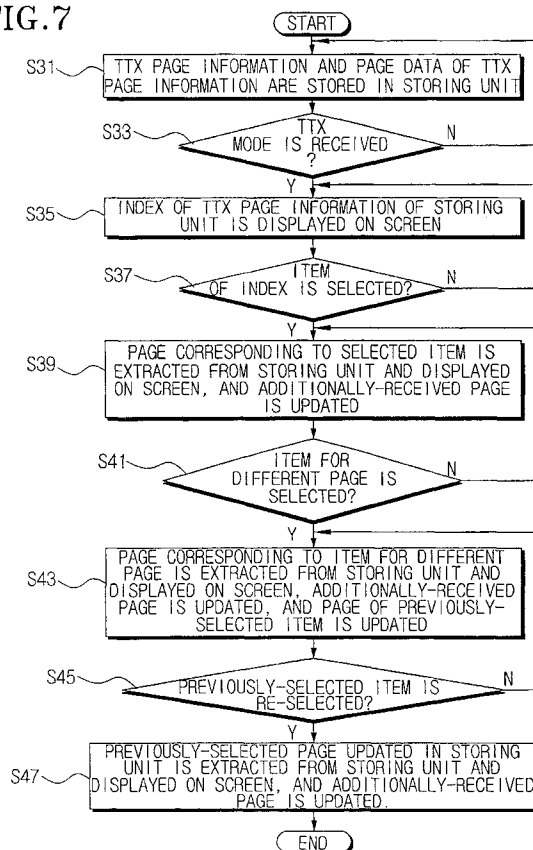 FIG.7
START
S31
TTX PAGE INFORMATION AND PAGE DATA OF TTX
PAGE INFORMATION ARE STORED IN STORING UNIT
S33
TTX
MODE IS RECEIVED
?
N
Y
S35
INDEX OF TTX PAGE INFORMATION OF STORING
UNIT IS DISPLAYED ON SCREEN
S37
ITEM
OF INDEX IS SELECTED?
N
Y
S39
PAGE CORRESPONDING TO SELECTED ITEM IS
EXTRACTED FROM STORING UNIT AND DISPLAYED
ON SCREEN, AND ADDITIONALLY-RECEIVED PAGE
IS UPDATED
S41
ITEM FOR
DIFFERENT PAGE IS
SELECTED?
N
Y
S43
PAGE CORRESPONDING TO ITEM FOR DIFFERENT
PAGE IS EXTRACTED FROM STORING UNIT AND
DISPLAYED ON SCREEN, ADDITIONALLY-RECEIVED
PAGE IS UPDATED, AND PAGE OF PREVIOUSLY-
SELECTED ITEM IS UPDATED
S45
PREVIOUSLY-SELECTED ITEM IS
RE-SELECTED?
N
Y
S47
PREVIOUSLY-SELECTED PAGE UPDATED IN STORING
UNIT IS EXTRACTED FROM STORING UNIT AND
DISPLAYED ON SCREEN, AND ADDITIONALLY-RECEIVED
PAGE IS UPDATED.
END